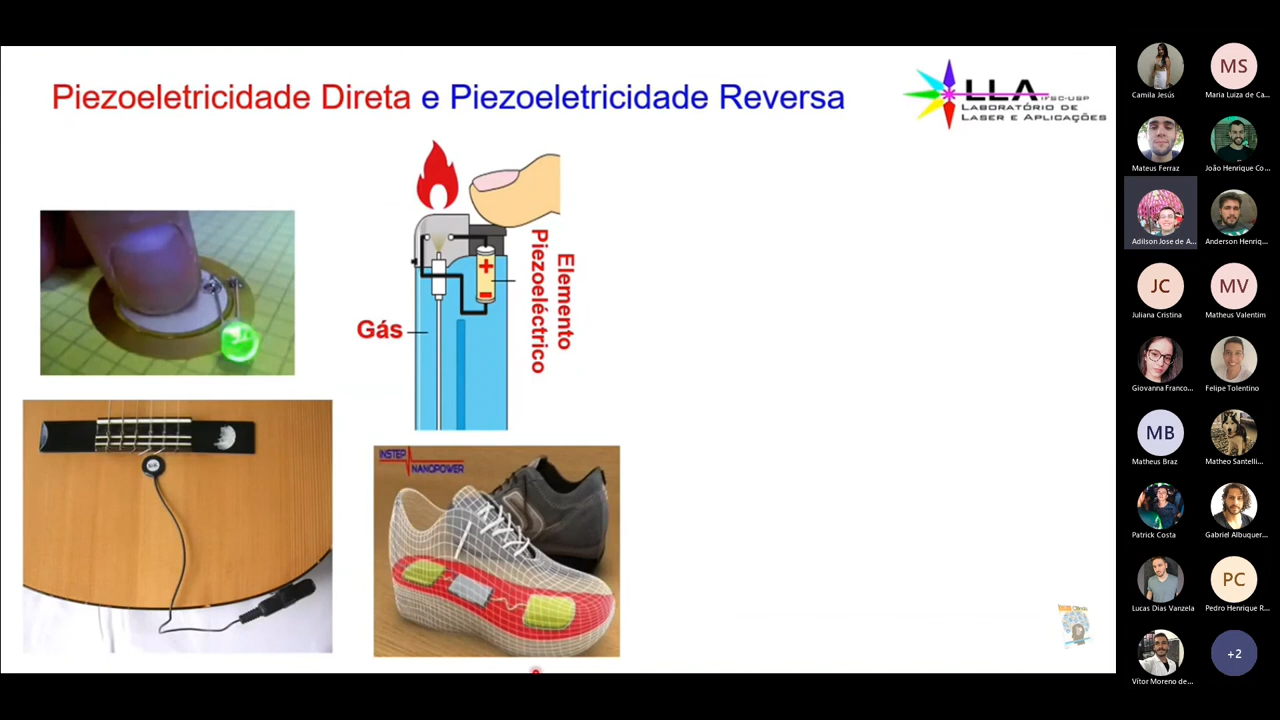 Piezoeletricidade Direta e Piezoeletricidade Reversa
LLA IFSC-USP
LABORATÓRIO DE
LASER E APLICAÇÕES
Gás
Elemento
Piezoeléctrico
INSTEP
NANOPOWER
Camila Jesús
MS
Maria Luiza de Ca...
Mateus Ferraz
João Henrique Co...
Adilson Jose de A...
Anderson Henriq...
JC
Juliana Cristina
MV
Matheus Valentim
Giovanna Franco...
Felipe Tolentino
MB
Matheus Braz
Matheo Santelli...
Patrick Costa
Gabriel Albuquer...
Lucas Dias Vanzela
PC
Pedro Henrique R...
Vítor Moreno de...
+2